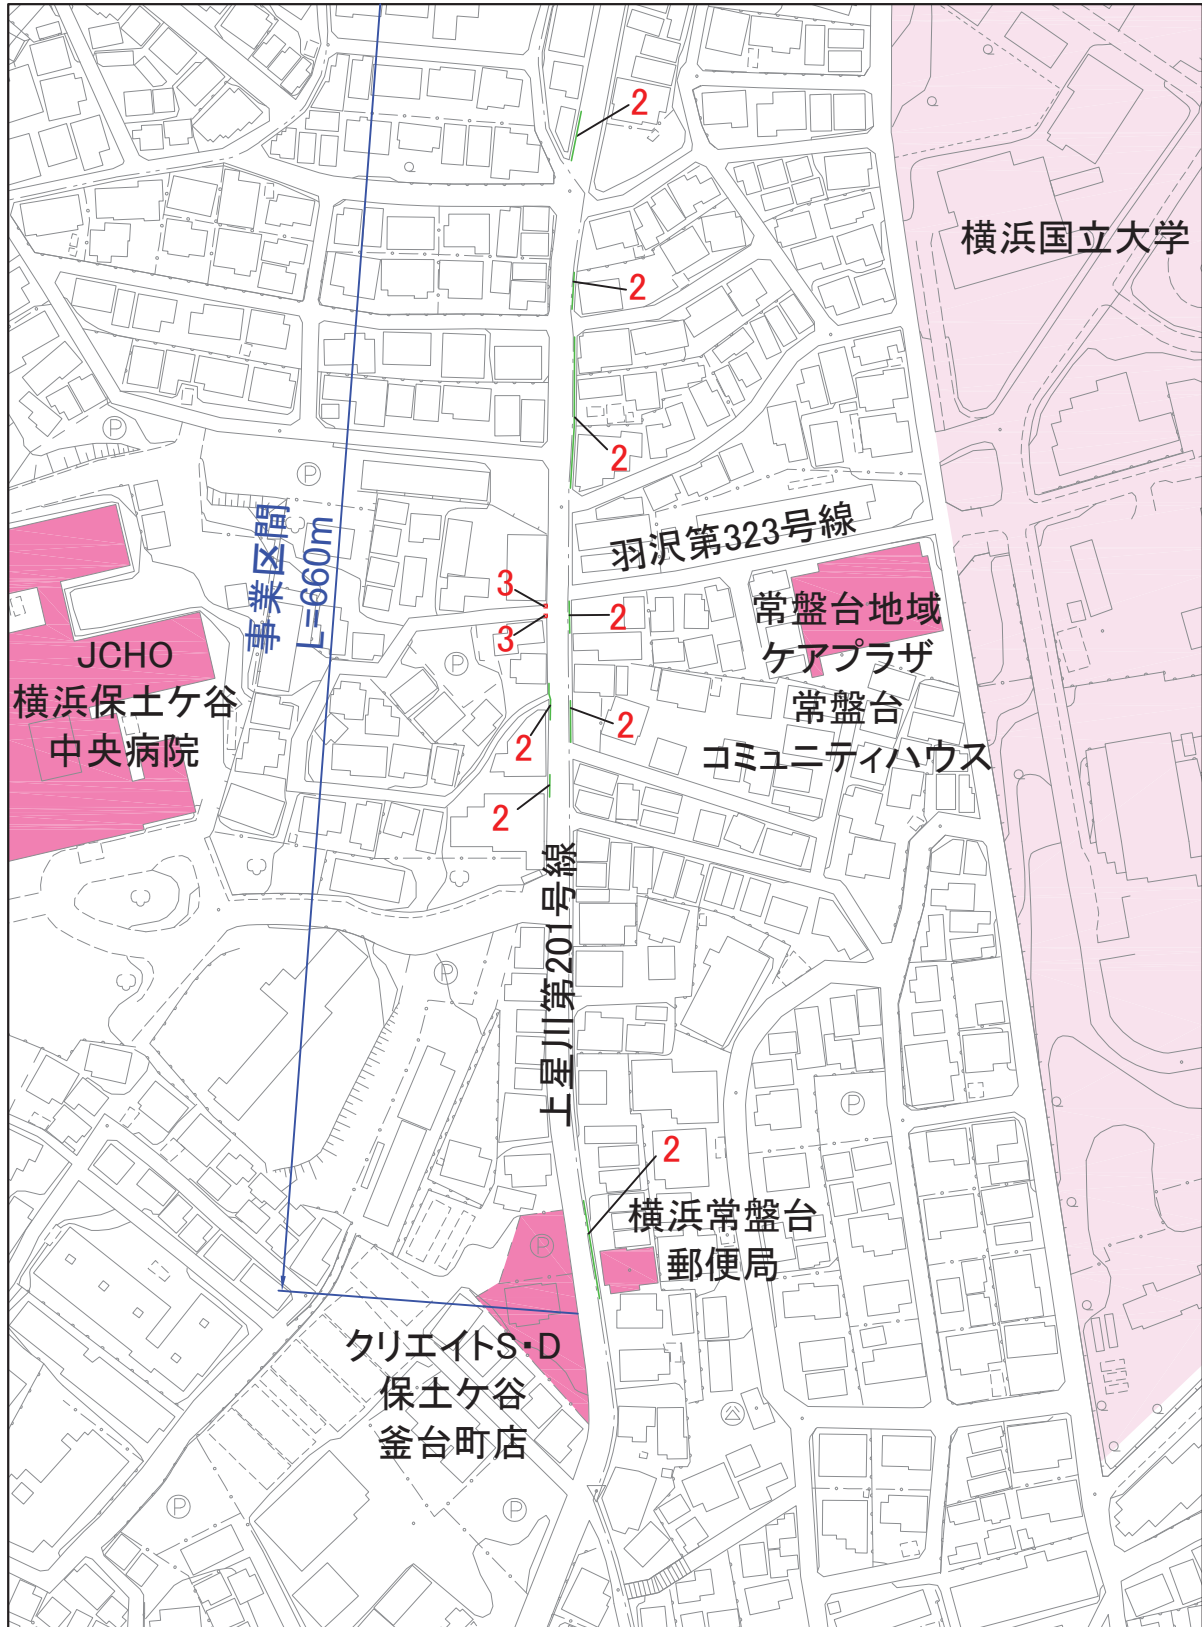 2
横浜国立大学
2
2
羽沢第323号線
事業区間
L=660m
3
3
2
常盤台地域
ケアプラザ
常盤台
コミュニティハウス
JCHO
横浜保土ケ谷
中央病院
2
2
2
上星川第201号線
2
横浜常盤台
郵便局
クリエイトS・D
保土ケ谷
釜台町店
P
P
P
P
P
P
P
P